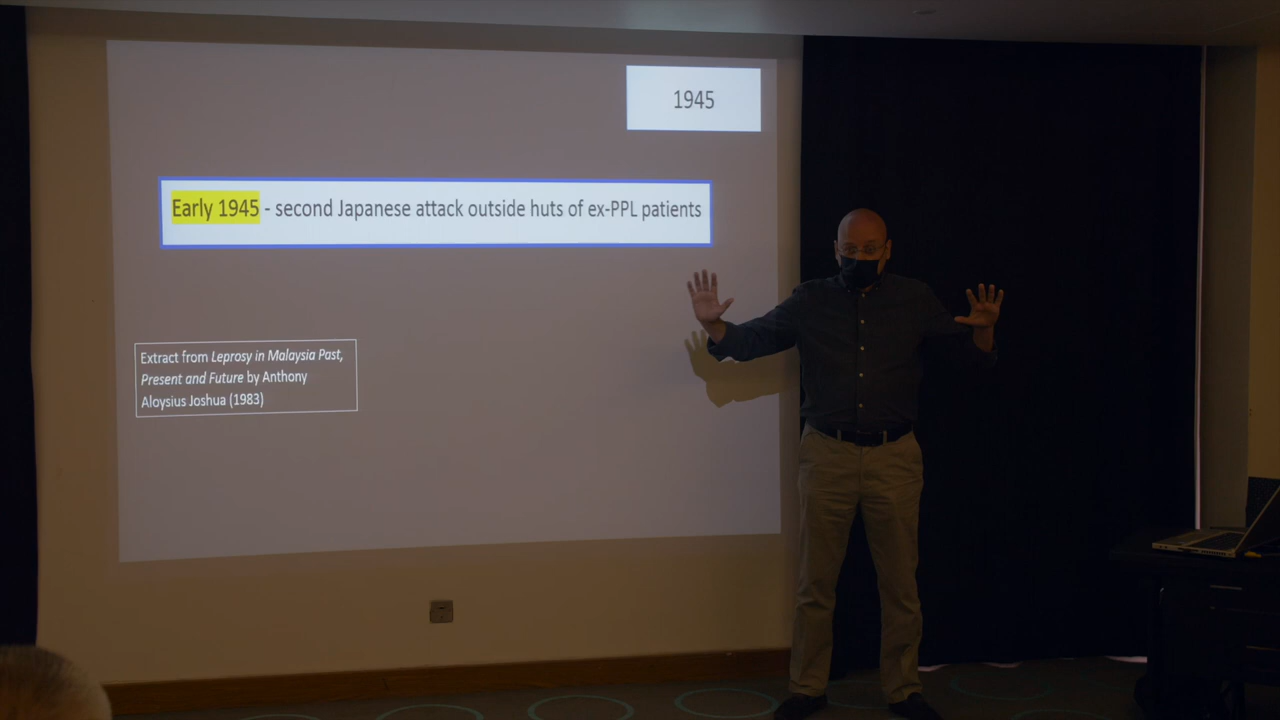 1945
Early 1945 - second Japanese attack outside huts of ex-PPL patients
Extract from Leprosy in Malaysia Past,
Present and Future by Anthony
Aloysius Joshua (1983)